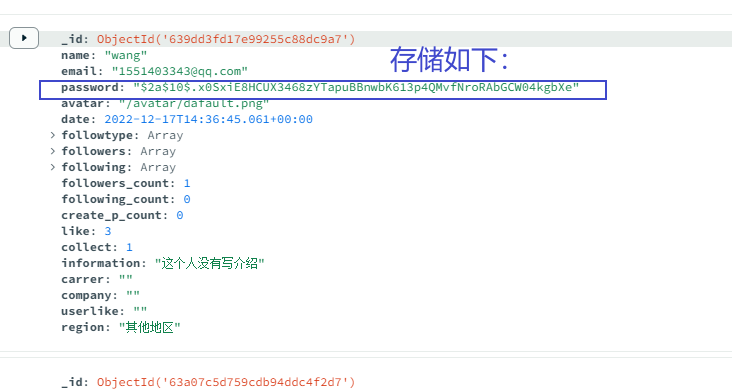 _id: ObjectId('639dd3fd17e99255c88dc9a7')
name: "wang"
存储如下：
email: "1551403343@qq.com"
password: "$2a$10$.x0SxiE8HCUX3468zYTapuBBnwbK6i3p4QMvfNroRAbGCW04kgbXe"
avatar: "/avatar/dafault.png"
date: 2022-12-17T14:36:45.061+00:00
followtype: Array
followers: Array
following: Array
followers_count: 1
following_count: 0
create_p_count: 0
like: 3
collect: 1
information: "这个人没有写介绍"
carrer: ""
company: ""
userlike: ""
region: "其他地区"
_id: ObjectId('63a07c5d759cdb94ddc4f2d7')